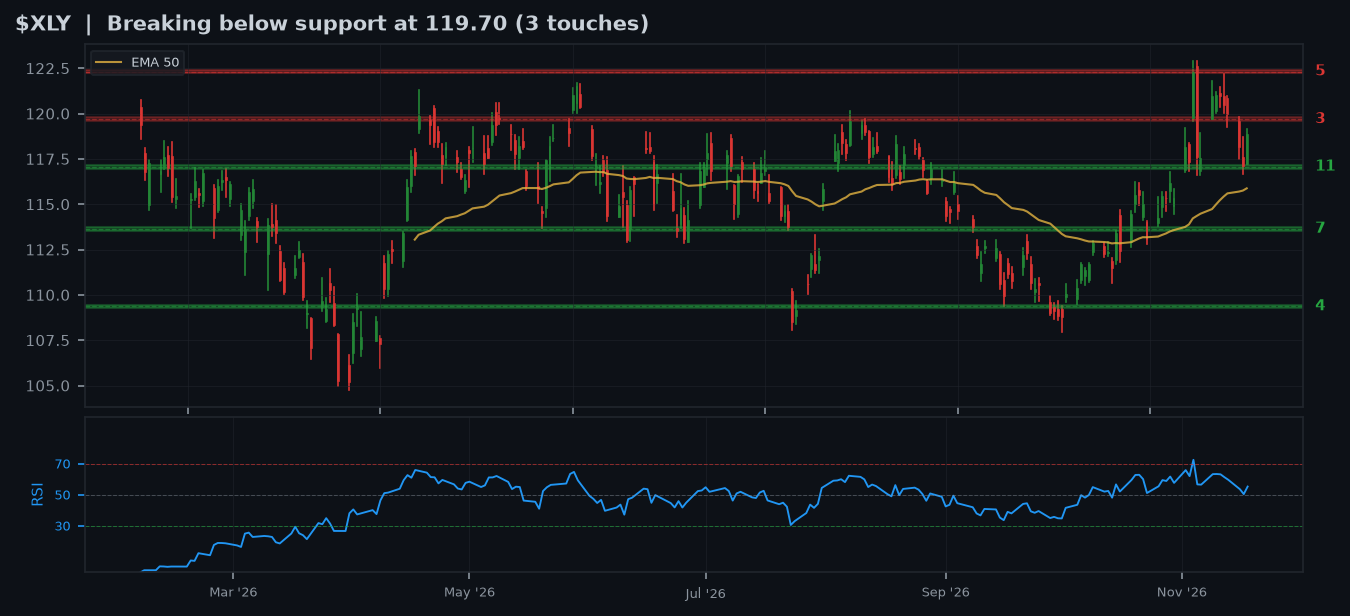 $XLY | Breaking below support at 119.70 (3 touches)
EMA 50
122.5
120.0
117.5
115.0
112.5
110.0
107.5
105.0
5
3
11
7
4
RSI
70
50
30
Mar '26
May '26
Jul '26
Sep '26
Nov '26